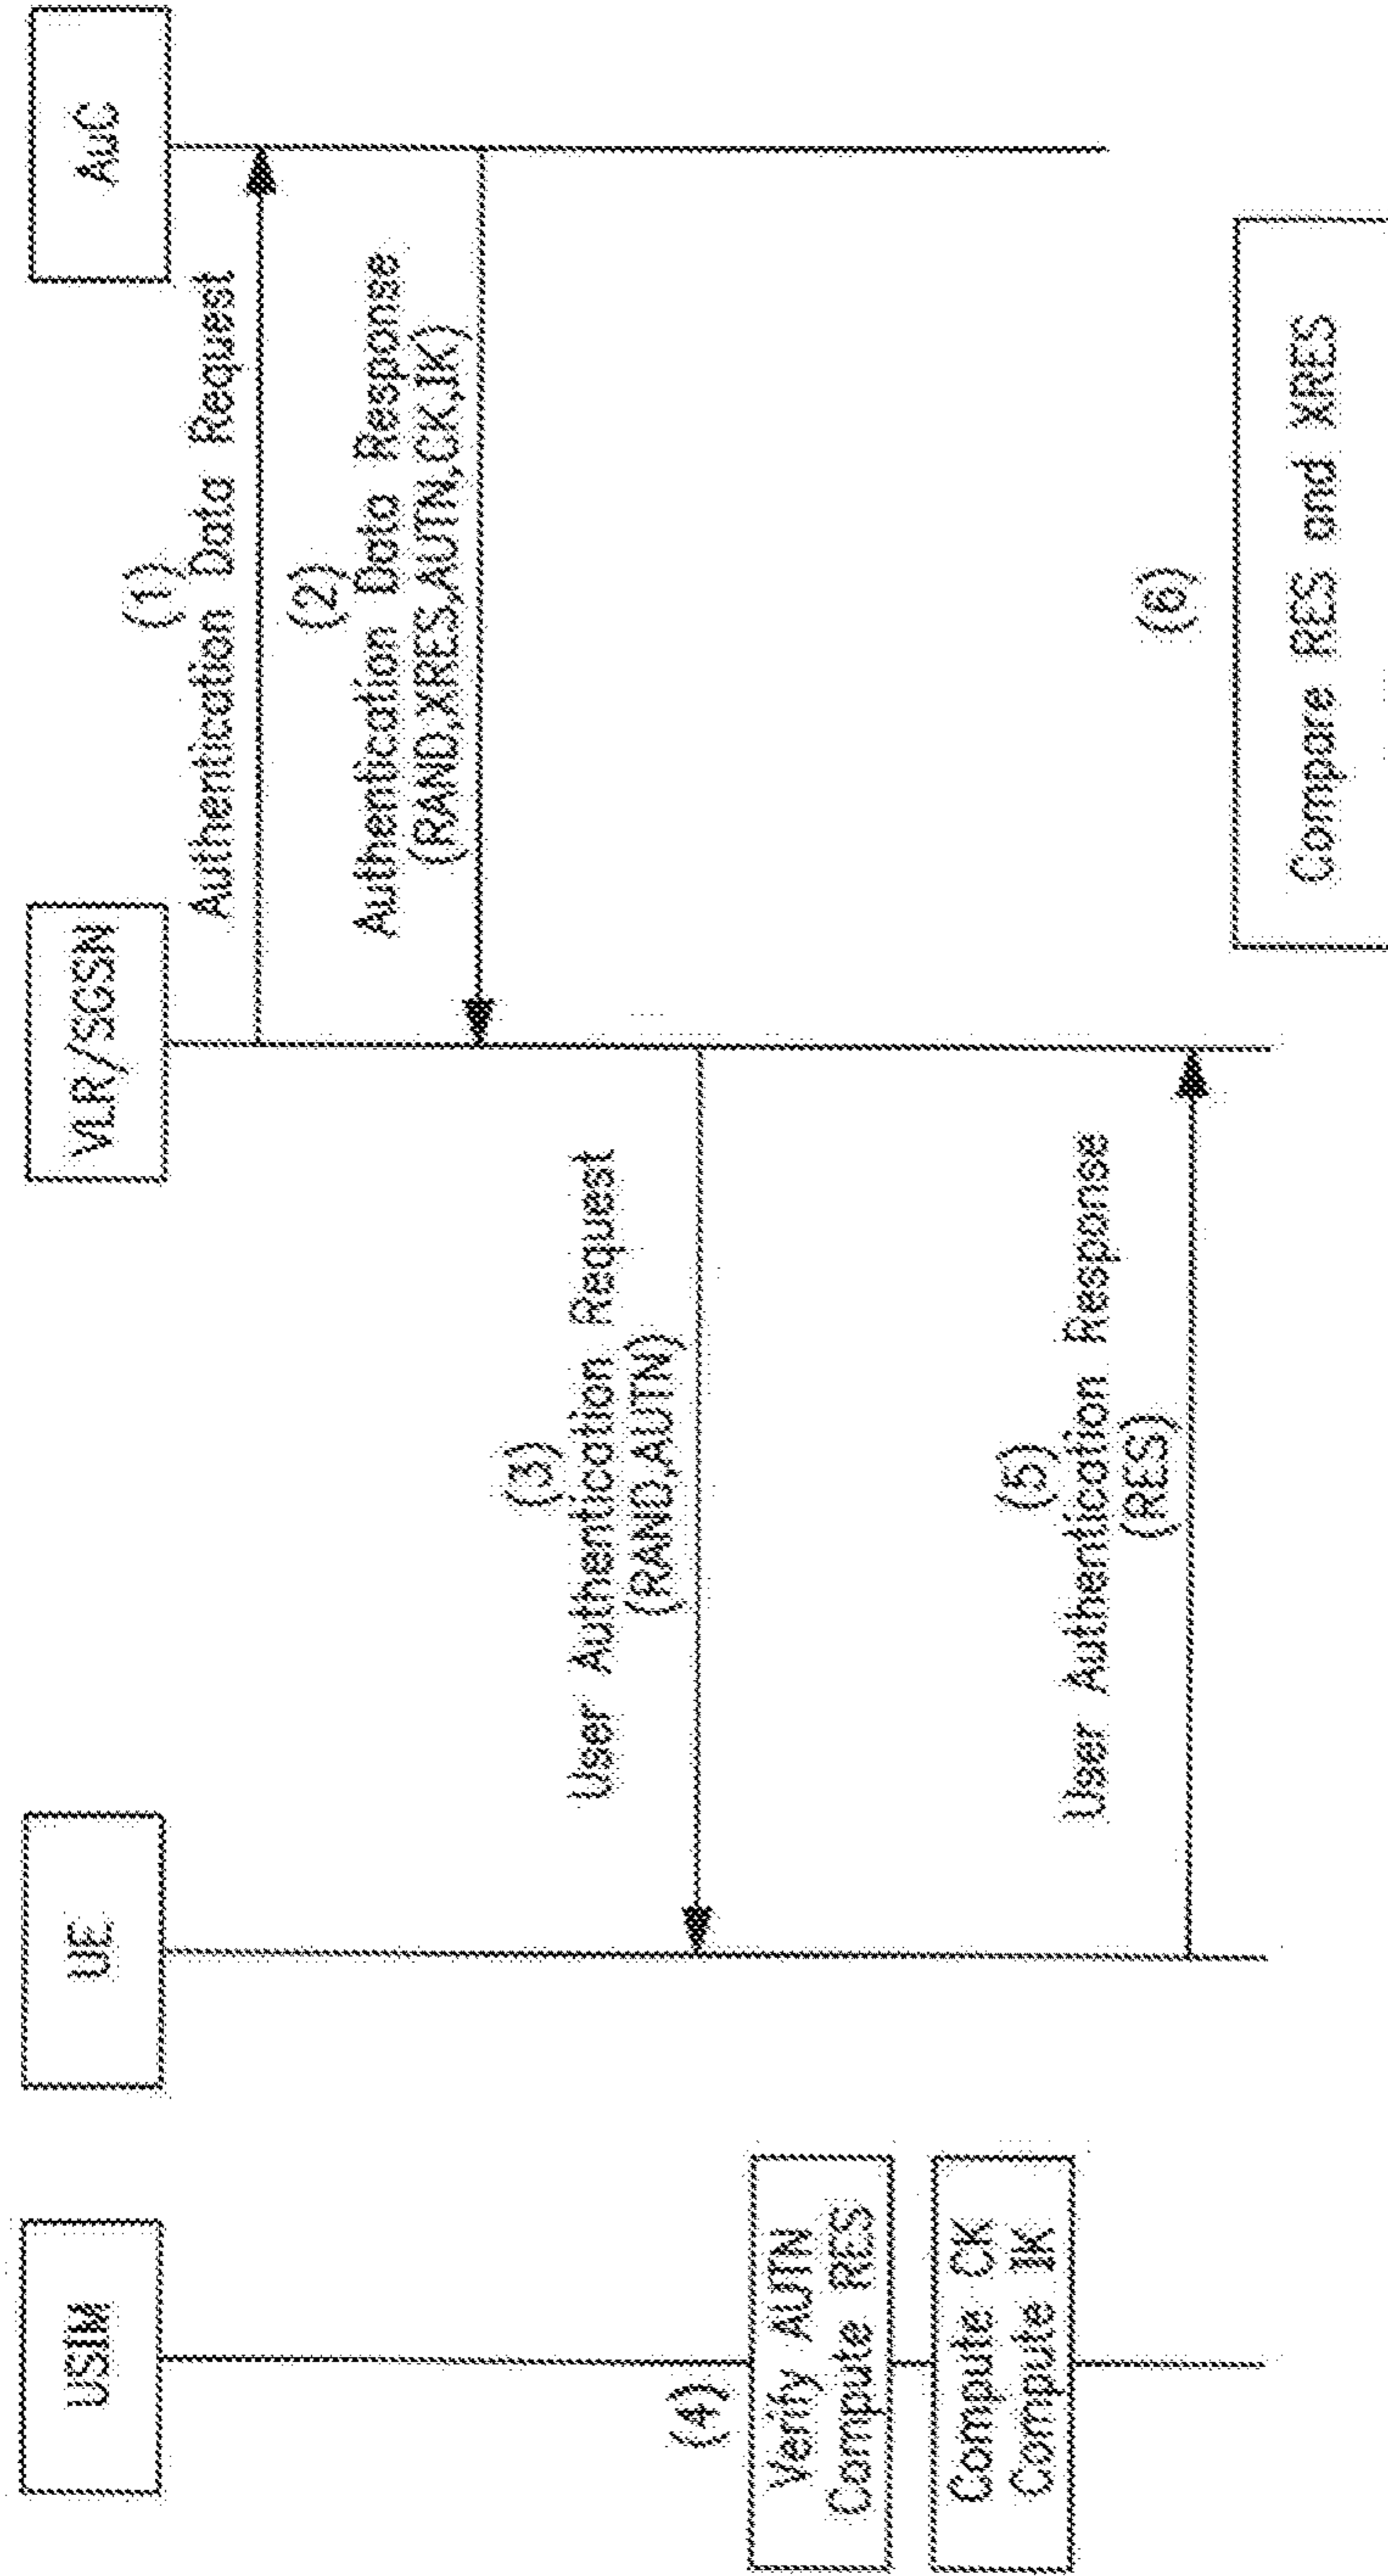 USIM
UE
VLR/SGSN
AuC
(1)
Authentication Data Request
(2)
Authentication Data Response
(RAND,XRES,AUTN,CK,IK)
(3)
User Authentication Request
(RAND,AUTN)
(4)
Verify AUTN
Compute RES
Compute CK
Compute IK
(5)
User Authentication Response
(RES)
(6)
Compare RES and XRES